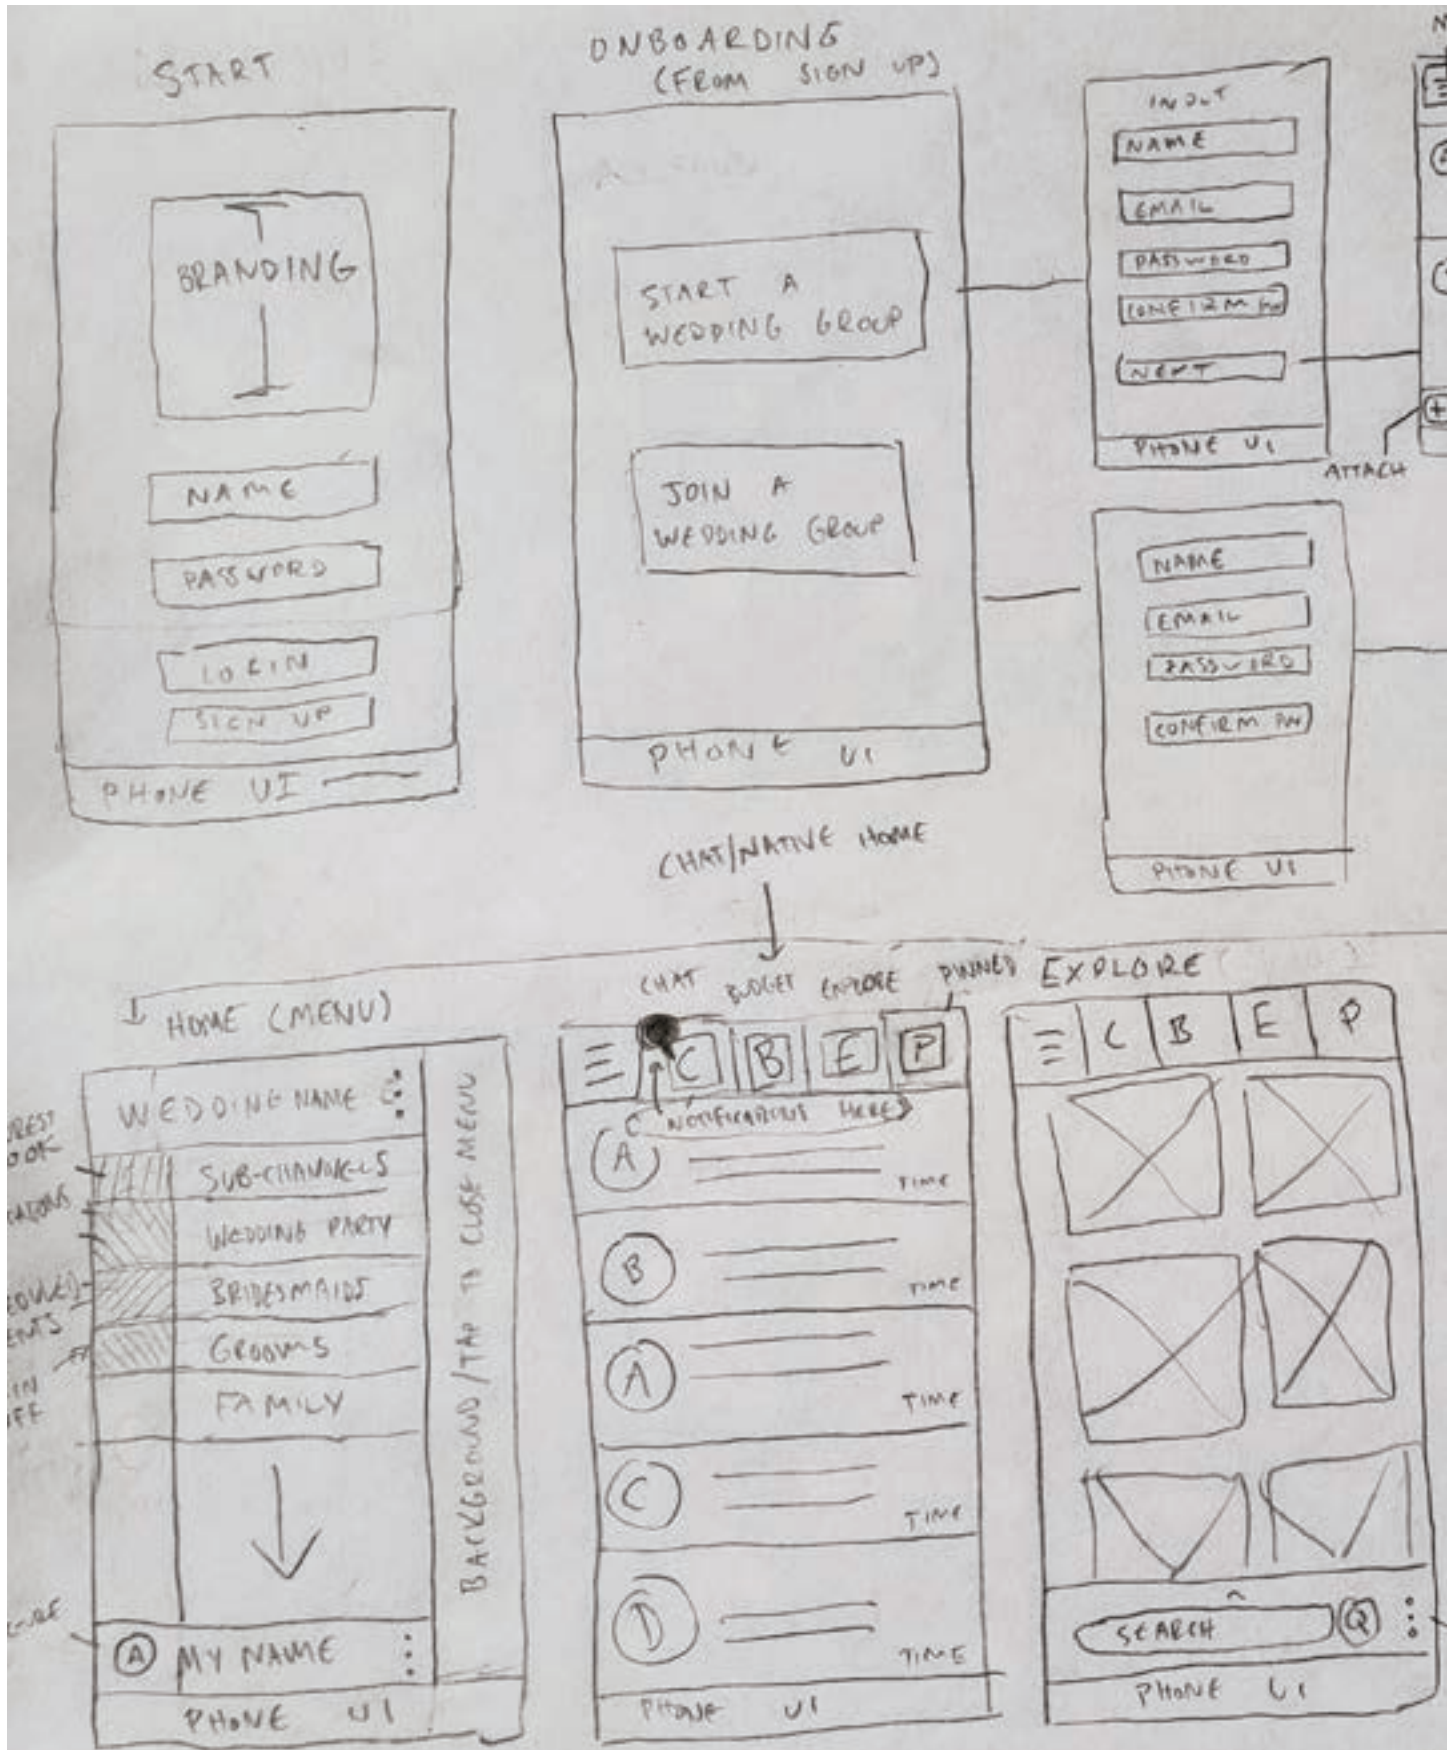 START
BRANDING
NAME
PASSWORD
LOGIN
SIGN UP
PHONE UI
ONBOARDING
(FROM SIGN UP)
START A
WEDDING GROUP
JOIN A
WEDDING GROUP
PHONE UI
INPUT
NAME
EMAIL
PASSWORD
CONFIRM PW
NEXT
PHONE UI
ATTACH
NAME
EMAIL
PASSWORD
CONFIRM PW
PHONE UI
CHAT/NATIVE HOME
HOME (MENU)
WEDDING NAME
SUB-CHANNELS
WEDDING PARTY
BRIDESMAIDS
GROOMS
FAMILY
A MY NAME
PHONE UI
BACKGROUND/TAP TO CLOSE MENU
CHAT BUDGET EXPLORE PINNED
C B E P
NOTIFICATIONS HERE
A
TIME
B
TIME
A
TIME
C
TIME
D
TIME
PHONE UI
EXPLORE
C B E P
SEARCH Q
PHONE UI